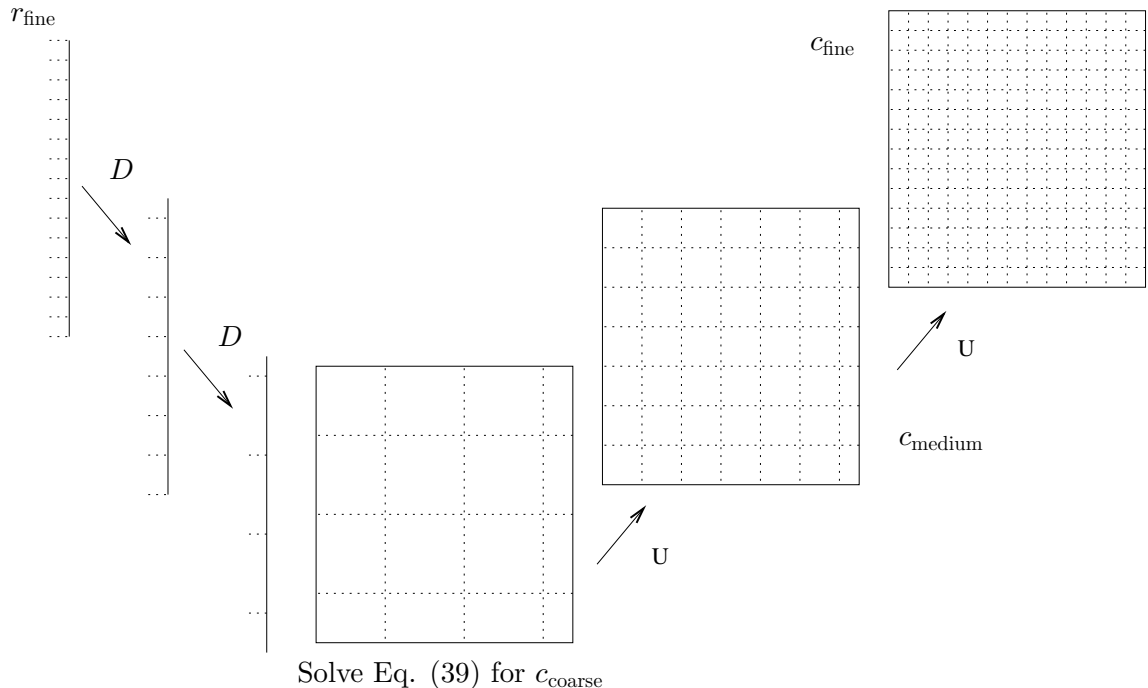 r_fine
c_fine
D
D
U
c_medium
U
Solve Eq. (39) for c_coarse